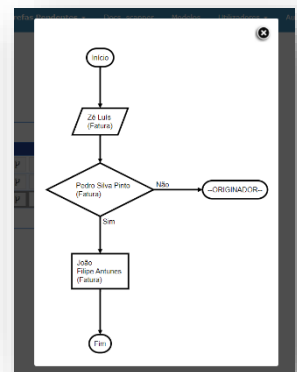 Início
Zé Luís
(Fatura)
Pedro Silva Pinto
(Fatura)
Não
--ORIGINADOR--
Sim
João
Filipe Antunes
(Fatura)
Fim